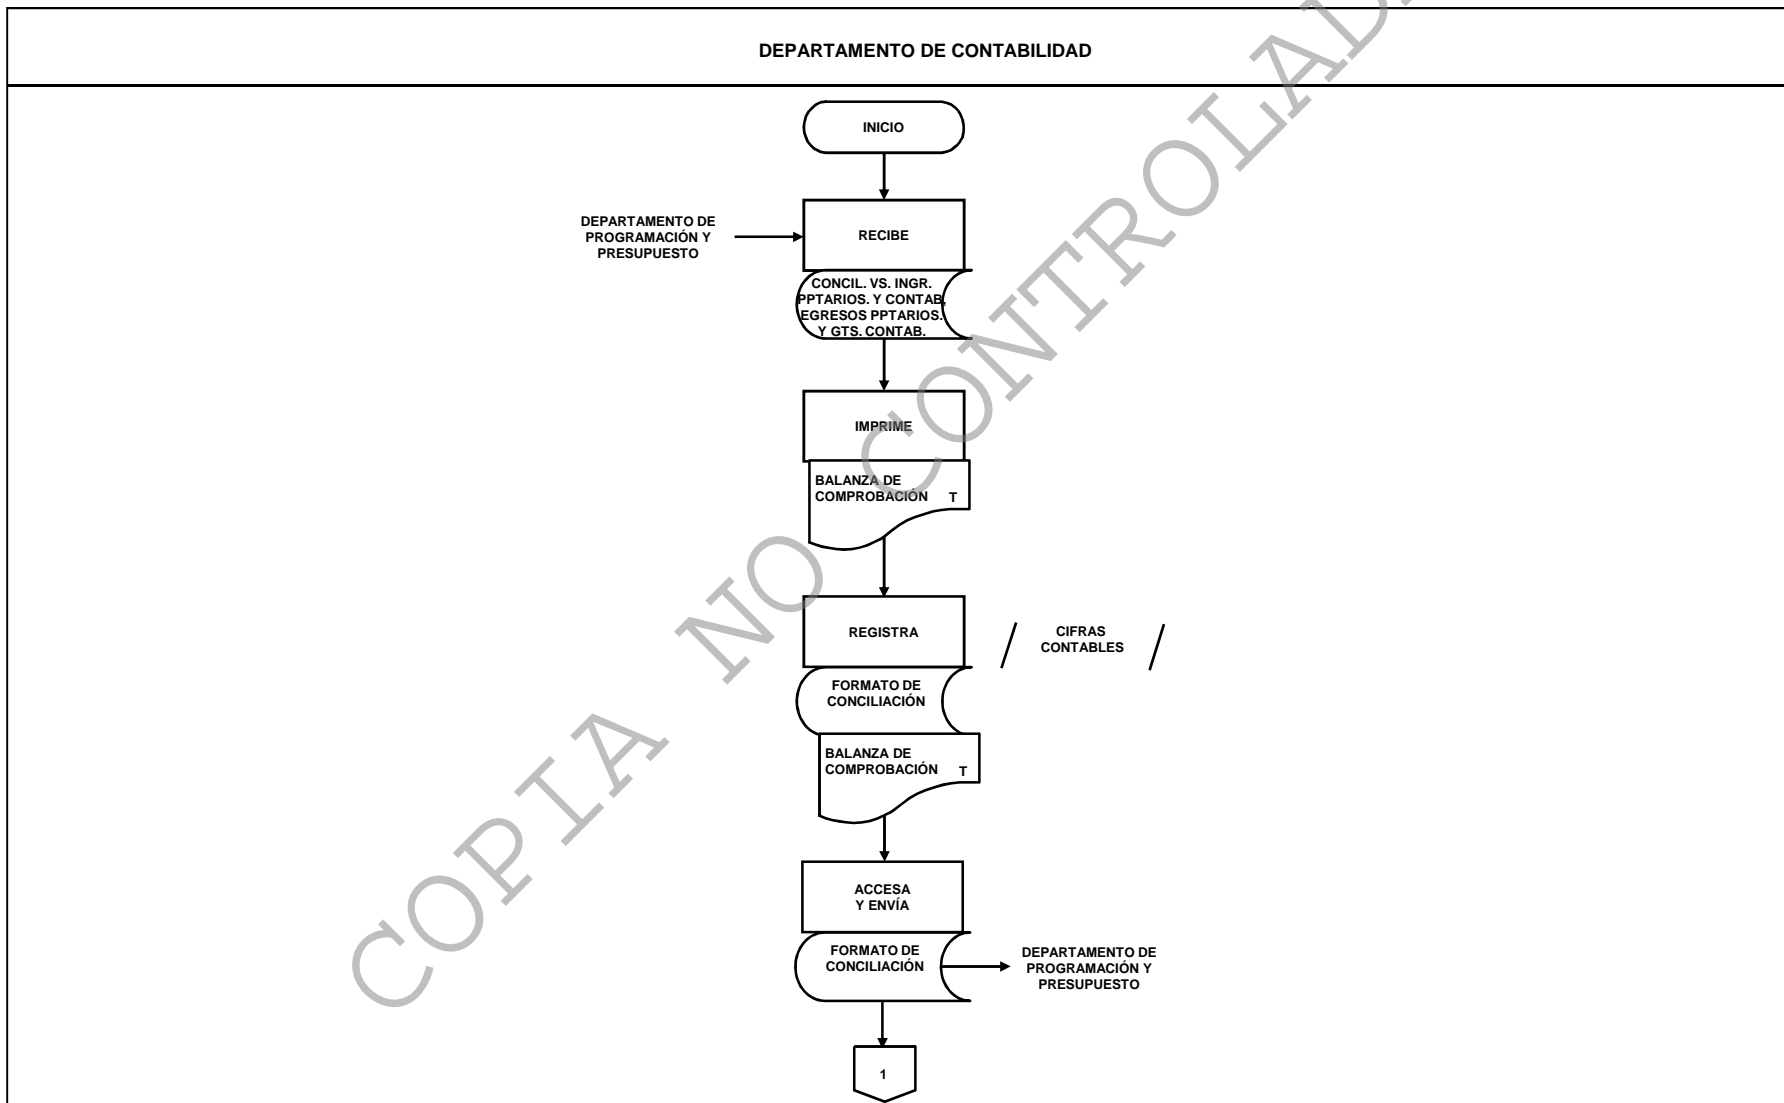 DEPARTAMENTO DE CONTABILIDAD
INICIO
DEPARTAMENTO DE
PROGRAMACIÓN Y
PRESUPUESTO
RECIBE
CONCIL. VS. INGR.
PPTARIOS. Y CONTAB,
EGRESOS PPTARIOS.
Y GTS. CONTAB.
IMPRIME
BALANZA DE
COMPROBACIÓN T
REGISTRA
/ CIFRAS
CONTABLES /
FORMATO DE
CONCILIACIÓN
BALANZA DE
COMPROBACIÓN T
ACCESA
Y ENVÍA
FORMATO DE
CONCILIACIÓN
DEPARTAMENTO DE
PROGRAMACIÓN Y
PRESUPUESTO
1
COPIA NO CONTROLAD